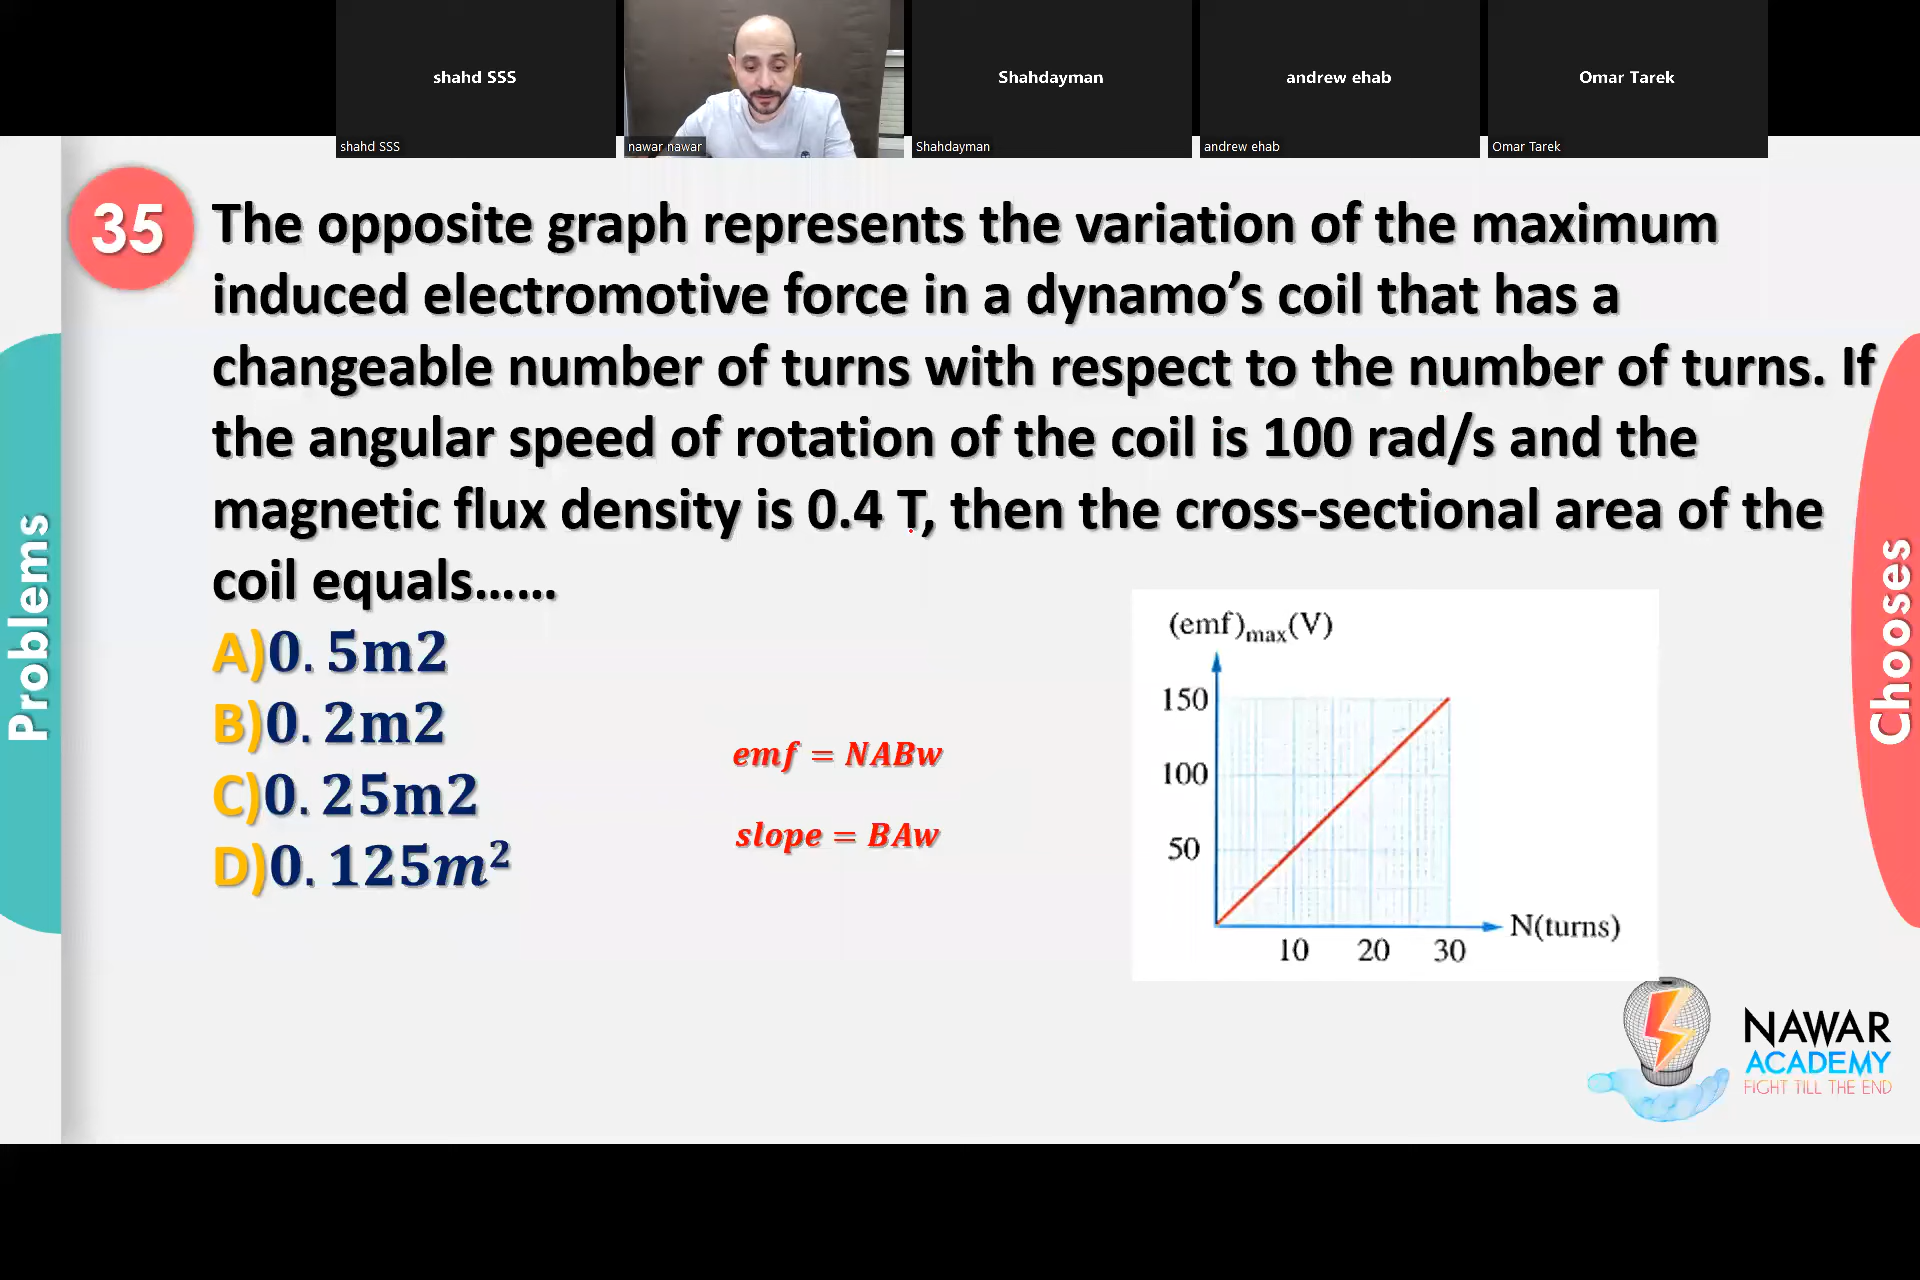 shahd SSS
Shahdayman
andrew ehab
Omar Tarek
shahd SSS
nawar nawar
Shahdayman
andrew ehab
Omar Tarek
35
The opposite graph represents the variation of the maximum
induced electromotive force in a dynamo’s coil that has a
changeable number of turns with respect to the number of turns. If
the angular speed of rotation of the coil is 100 rad/s and the
magnetic flux density is 0.4 T, then the cross-sectional area of the
coil equals......
A)0. 5m2
B)0. 2m2
C)0. 25m2
D)0. 125m²
emf = NABw
slope = BAw
(emf)max(V)
150
100
50
10 20 30
N(turns)
Problems
Chooses
NAWAR
ACADEMY
FIGHT TILL THE END